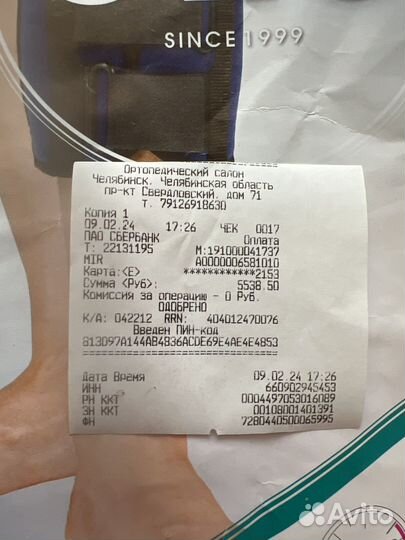 SINCE 1999
Ортопедический салон
Челябинск, Челябинская область
пр-кт Свердловский, дом 71
т. 79126918630
Копия 1
09.02.24 17:26 ЧЕК 0017
ПАО СБЕРБАНК Оплата
Т: 22131195 М:191000041737
MIR A0000006581010
Карта:(E) ************2153
Сумма (Руб): 5538.50
Комиссия за операцию - 0 Руб.
ОДОБРЕНО
К/А: 042212 RRN: 404012470076
Введен ПИН-код
813D97A144AB4B36ACDE69E4AE4E4853
Дата Время 09.02.24 17:26
ИНН 660902945453
РН ККТ 0004497053016089
ЗН ККТ 00108001401391
ФН 7280440500065995
Avito